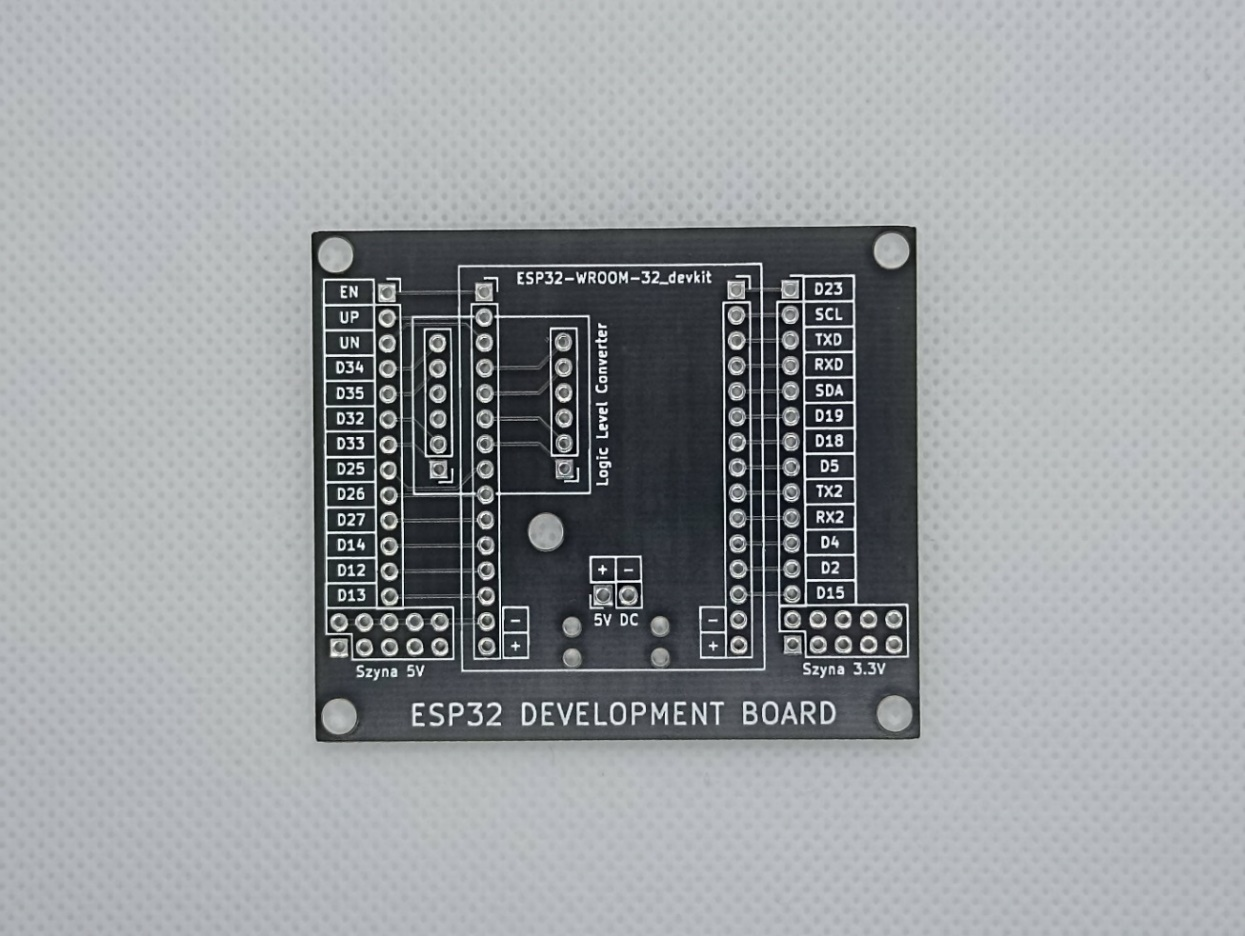 ESP32-WROOM-32_devkit
EN
UP
UN
D34
D35
D32
D33
D25
D26
D27
D14
D12
D13
Logic Level Converter
D23
SCL
TXD
RXD
SDA
D19
D18
D5
TX2
RX2
D4
D2
D15
+ -
5V DC
-
+
-
+
Szyna 5V
Szyna 3.3V
ESP32 DEVELOPMENT BOARD